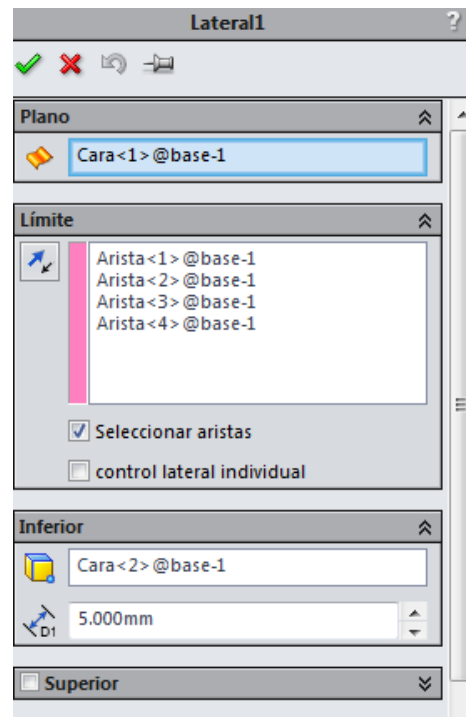 Lateral1
?
Plano
Cara<1>@base-1
Límite
Arista<1>@base-1
Arista<2>@base-1
Arista<3>@base-1
Arista<4>@base-1
Seleccionar aristas
control lateral individual
Inferior
Cara<2>@base-1
D1
5.000mm
Superior